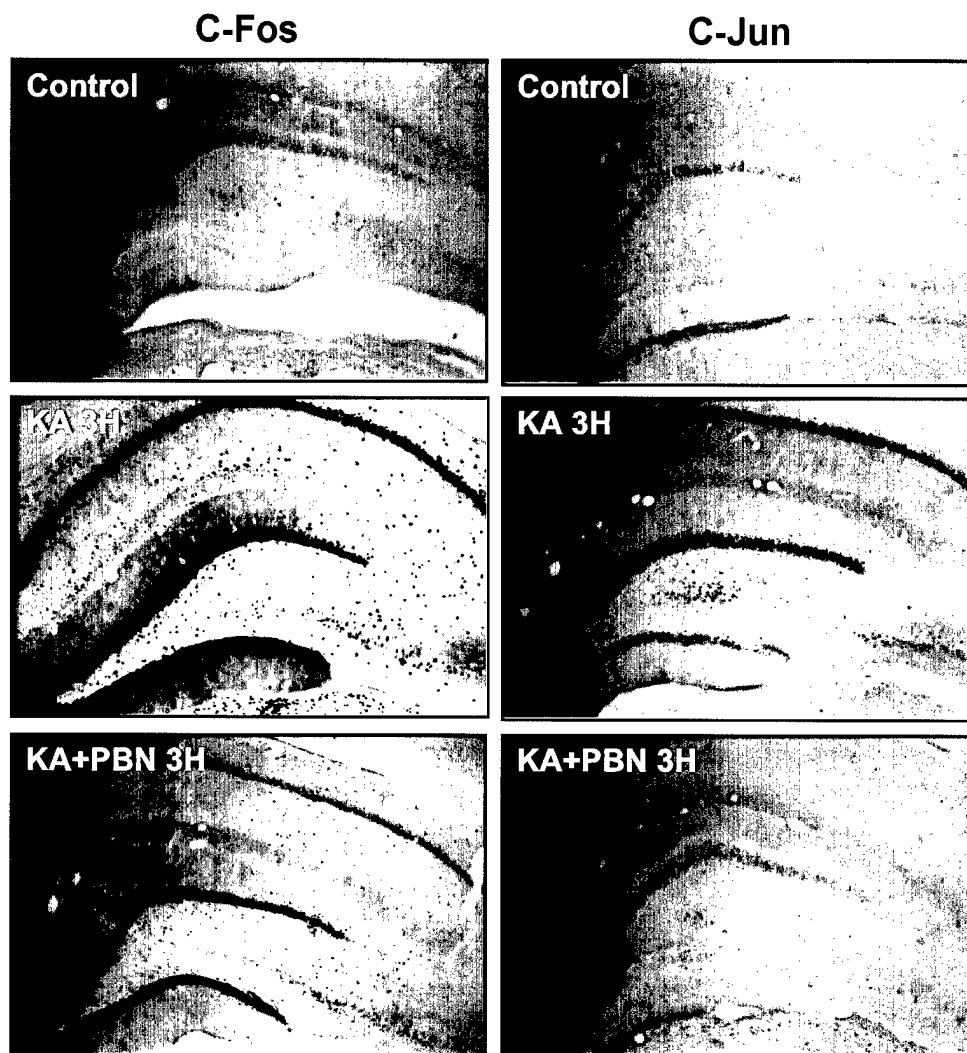 C-Fos
C-Jun
Control
Control
KA 3H
KA 3H
KA+PBN 3H
KA+PBN 3H